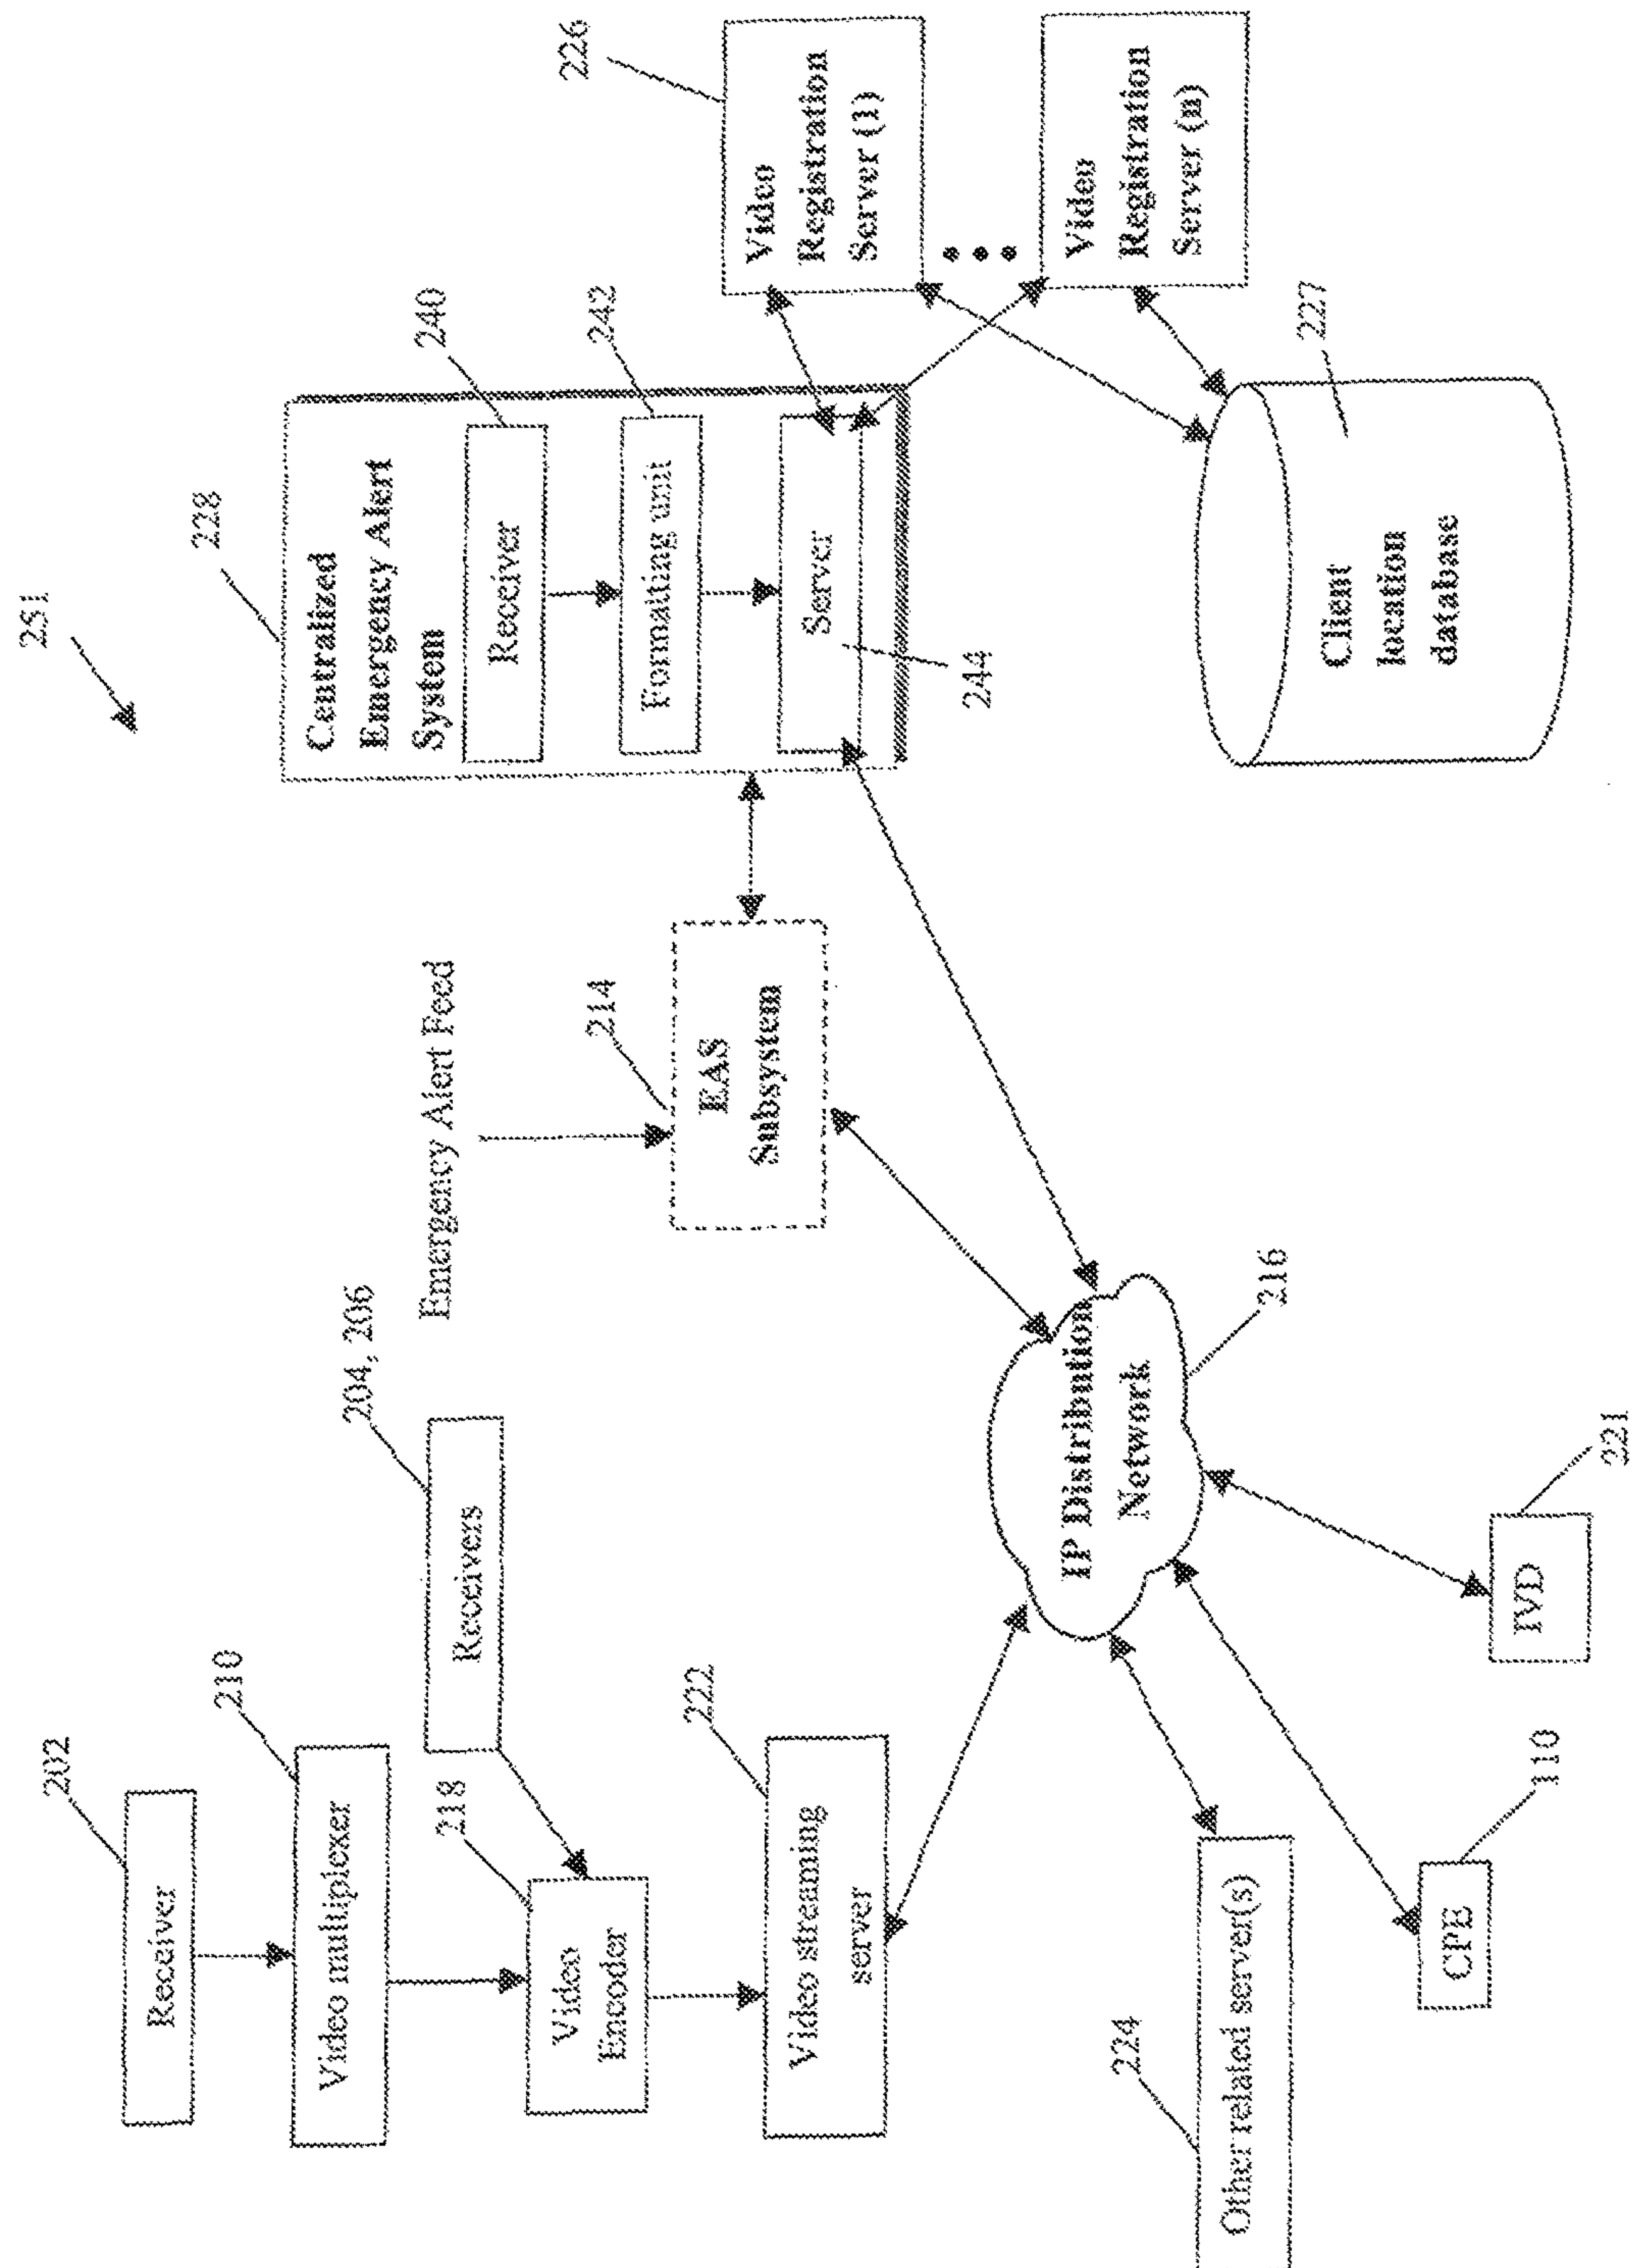 251
202
Receiver
210
Video multiplexer
204, 206
Receivers
218
Video
Encoder
222
Video streaming
server
Emergency Alert Feed
214
EAS
Subsystem
228
Centralized
Emergency Alert
System
240
Receiver
242
Formatting unit
Server
244
226
Video
Registration
Server (1)
Video
Registration
Server (n)
227
Client
location
database
IP Distribution
Network
216
224
Other related server(s)
CPE
110
IVD
221